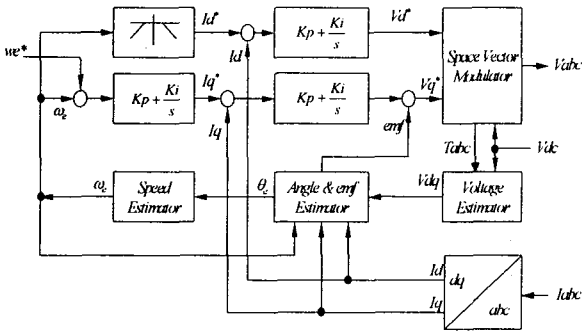 Id*
Kp + Ki/s
Vd*
we*
Id
Space Vector
Modulator
Vabc
Iq*
Kp + Ki/s
Kp + Ki/s
Vq*
ωe
Iq
emf
Tabc
Vdc
ωe
Speed
Estimator
θe
Angle & emf
Estimator
Vdq
Voltage
Estimator
Id
dq
Iq
abc
Iabc